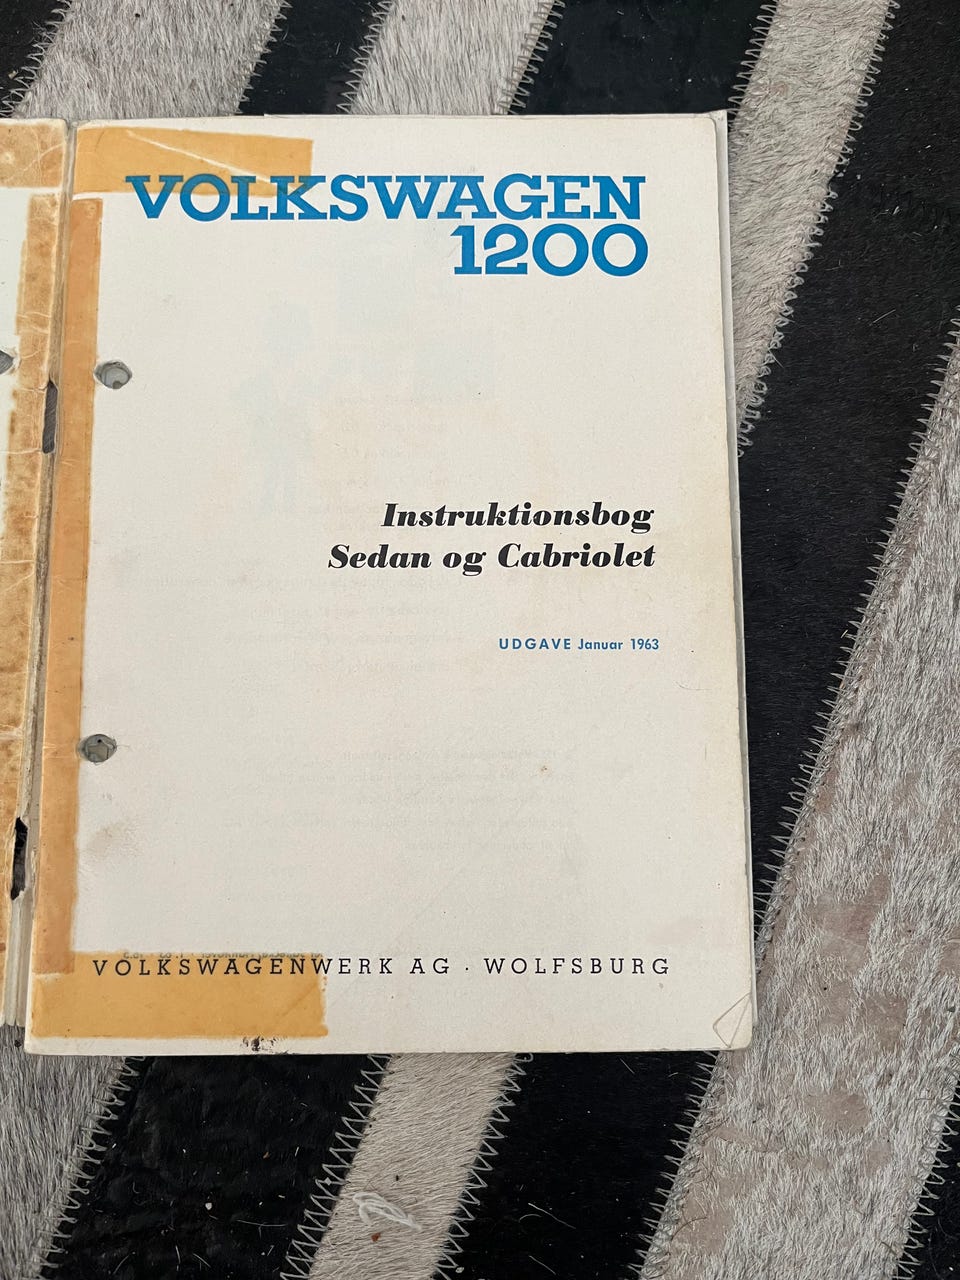 VOLKSWAGEN
1200
Instruktionsbog
Sedan og Cabriolet
UDGAVE Januar 1963
VOLKSWAGENWERK AG · WOLFSBURG